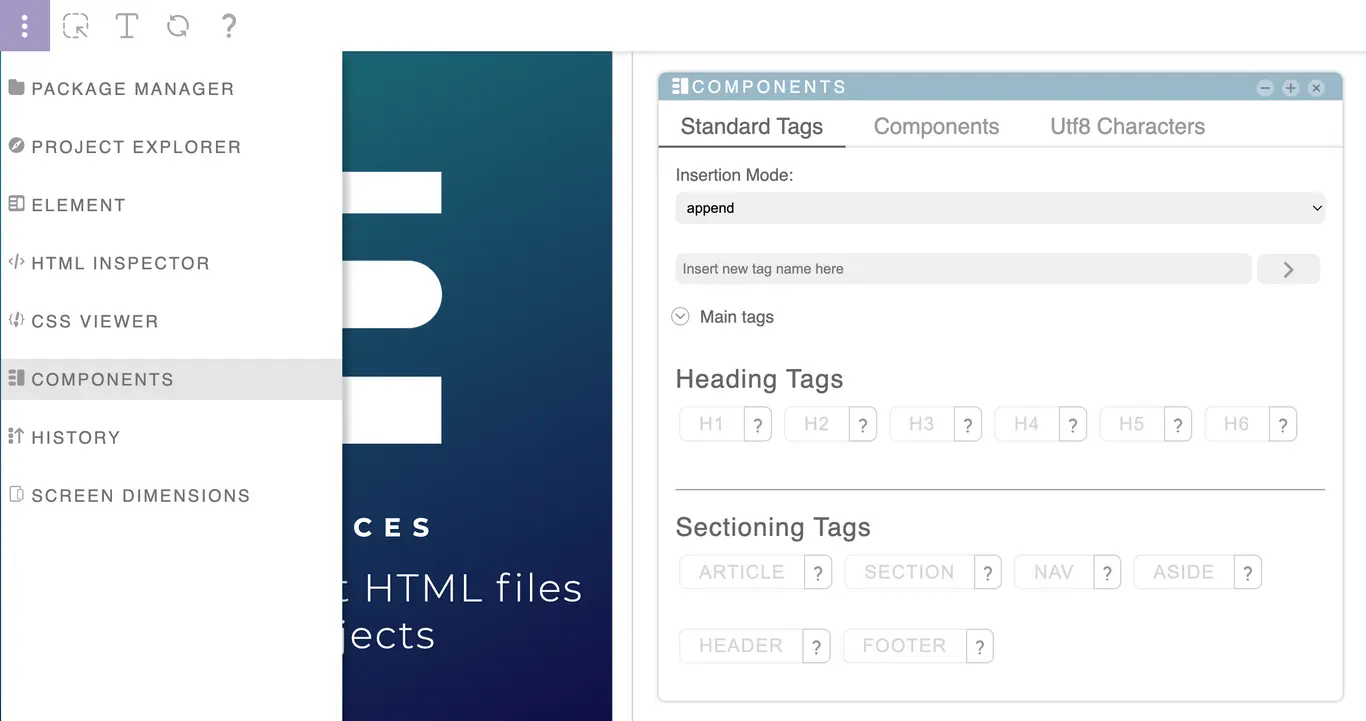 PACKAGE MANAGER
PROJECT EXPLORER
ELEMENT
HTML INSPECTOR
CSS VIEWER
COMPONENTS
HISTORY
SCREEN DIMENSIONS
CES
t HTML files
jects
COMPONENTS
Standard Tags Components Utf8 Characters
Insertion Mode:
append
Insert new tag name here
Main tags
Heading Tags
H1 ? H2 ? H3 ? H4 ? H5 ? H6 ?
Sectioning Tags
ARTICLE ? SECTION ? NAV ? ASIDE ?
HEADER ? FOOTER ?